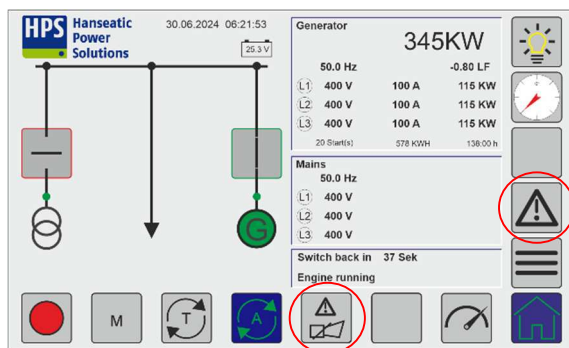 HPS Hanseatic
Power
Solutions
30.06.2024 06:21:53
25.3 V
Generator
345KW
50.0 Hz -0.80 LF
L1 400 V 100 A 115 KW
L2 400 V 100 A 115 KW
L3 400 V 100 A 115 KW
20 Start(s) 578 KWH 138:00 h
Mains
50.0 Hz
L1 400 V
L2 400 V
L3 400 V
Switch back in 37 Sek
Engine running
G
M
T
A